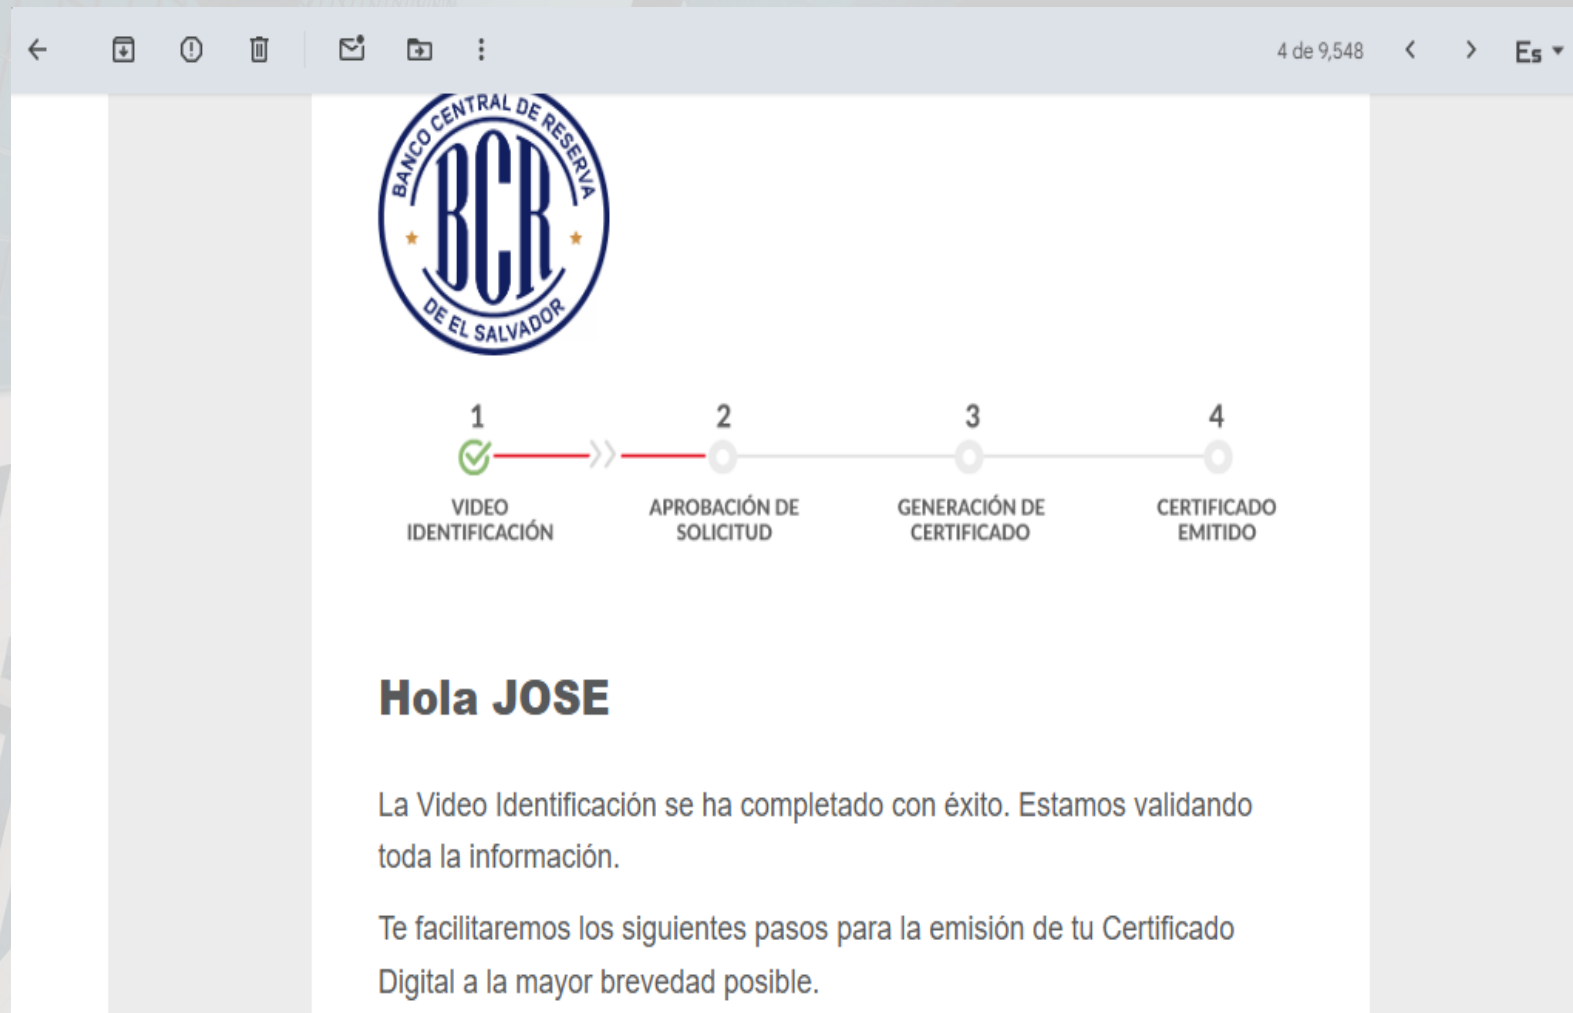 4 de 9,548
Es
BANCO CENTRAL DE RESERVA
BCR
DE EL SALVADOR
1
2
3
4
VIDEO
IDENTIFICACIÓN
APROBACIÓN DE
SOLICITUD
GENERACIÓN DE
CERTIFICADO
CERTIFICADO
EMITIDO
Hola JOSE
La Video Identificación se ha completado con éxito. Estamos validando
toda la información.
Te facilitaremos los siguientes pasos para la emisión de tu Certificado
Digital a la mayor brevedad posible.